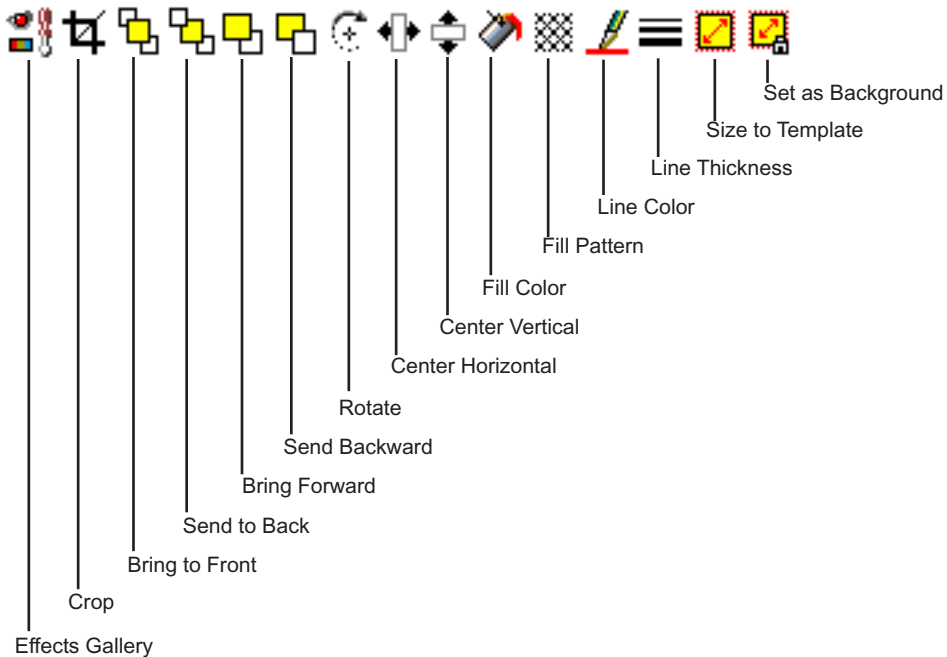 Set as Background
Size to Template
Line Thickness
Line Color
Fill Pattern
Fill Color
Center Vertical
Center Horizontal
Rotate
Send Backward
Bring Forward
Send to Back
Bring to Front
Crop
Effects Gallery